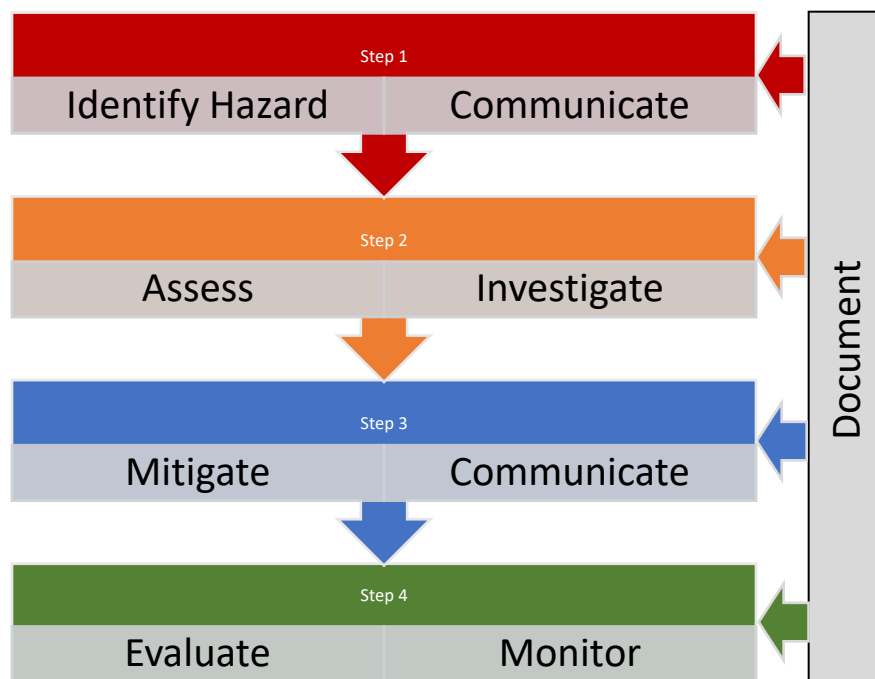 Step 1
Identify Hazard Communicate
Step 2
Assess Investigate
Step 3
Mitigate Communicate
Step 4
Evaluate Monitor
Document